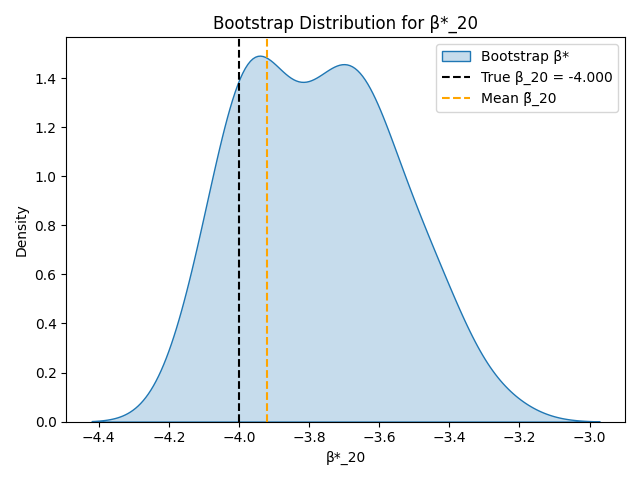 Bootstrap Distribution for β*_20
Bootstrap β*
True β_20 = -4.000
Mean β̂_20
Density
1.4
1.2
1.0
0.8
0.6
0.4
0.2
0.0
−4.4 −4.2 −4.0 −3.8 −3.6 −3.4 −3.2 −3.0
β*_20